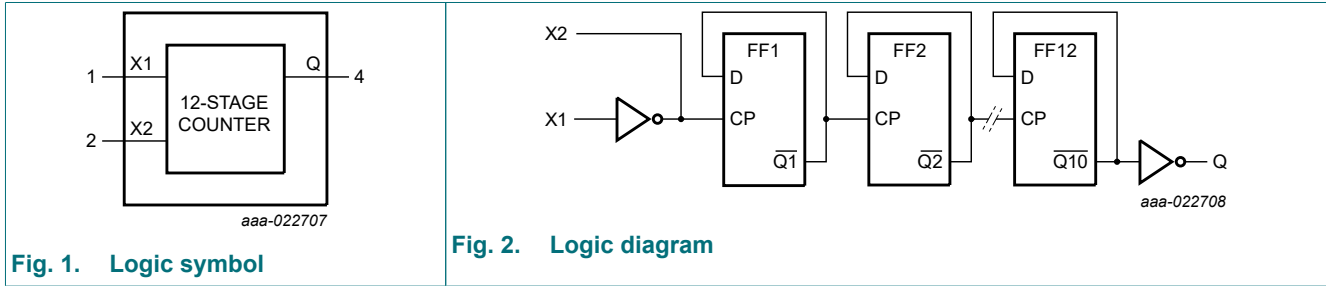 1
X1
Q
4
12-STAGE
COUNTER
2
X2
aaa-022707
Fig. 1. Logic symbol
X2
X1
FF1
D
CP
Q1
FF2
D
CP
Q2
FF12
D
CP
Q10
Q
aaa-022708
Fig. 2. Logic diagram